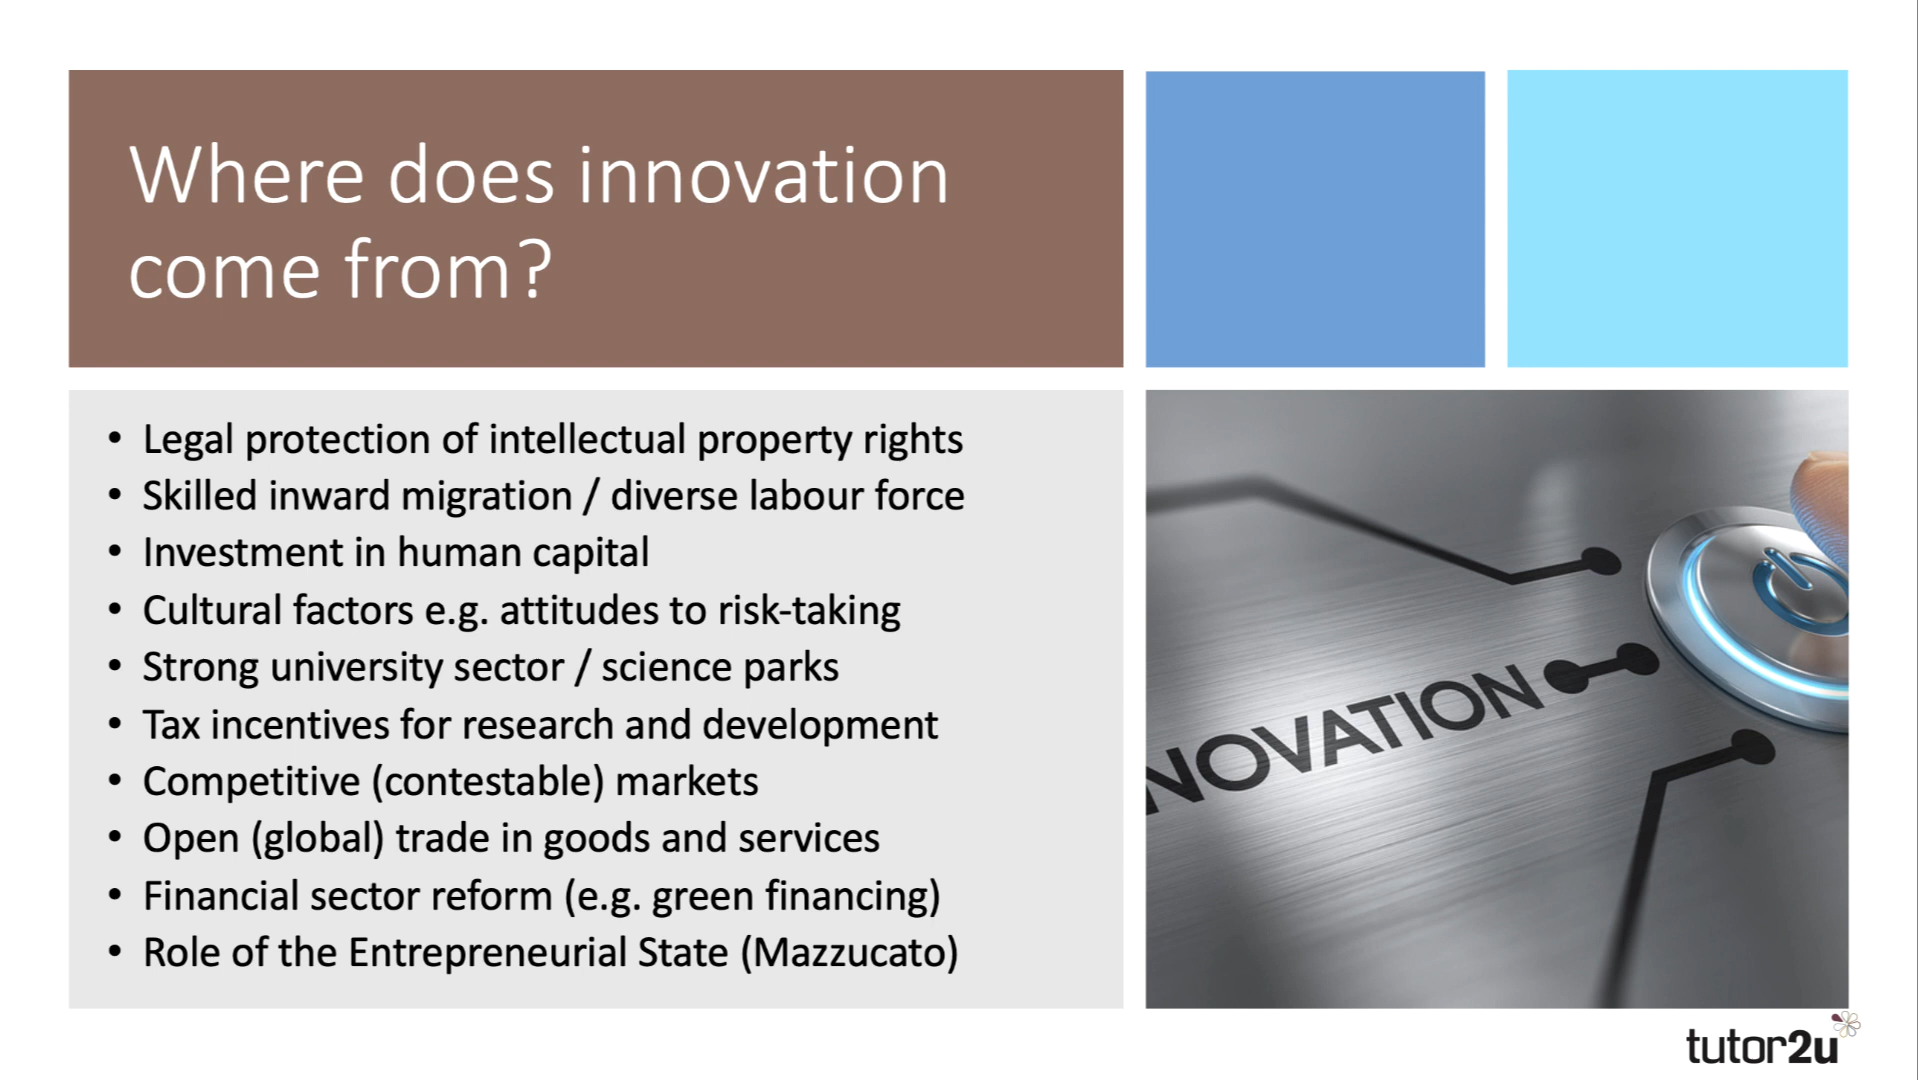 Where does innovation
come from?
• Legal protection of intellectual property rights
• Skilled inward migration / diverse labour force
• Investment in human capital
• Cultural factors e.g. attitudes to risk-taking
• Strong university sector / science parks
• Tax incentives for research and development
• Competitive (contestable) markets
• Open (global) trade in goods and services
• Financial sector reform (e.g. green financing)
• Role of the Entrepreneurial State (Mazzucato)
NOVATION
tutor2u